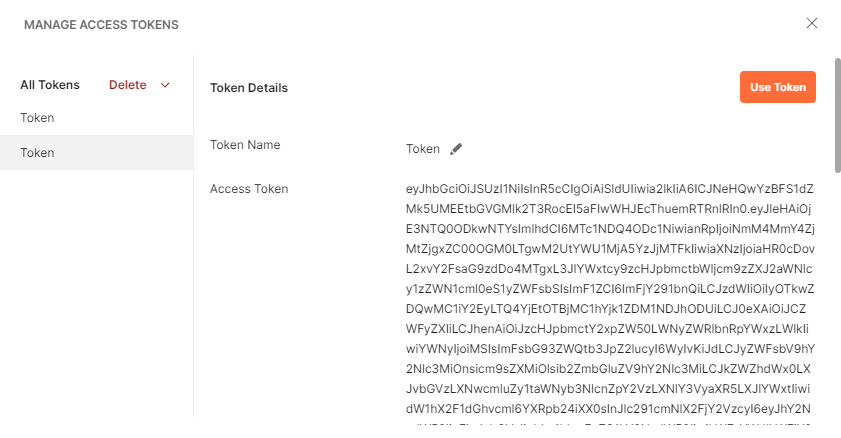 MANAGE ACCESS TOKENS
All Tokens
Delete
Token
Token
Token Details
Use Token
Token Name
Token
Access Token
eyJhbGciOiJSUzI1NiIsInR5cCIgOiAiSldUIiwia2lkIiA6ICJNeHQwYzBFS1dZ
Mk5UMEEtbGVGMlk2T3RocEI5aFIwWHJEcThuemRTRnlRIn0.eyJleHAiOj
E3NTQ0ODkwNTYsImlhdCI6MTc1NDQ4ODc1NiwianRpIjoiNmM4MmY4Zj
MtZjgxZC00OGM0LTgwM2UtYWU1MjA5YzJjMTFkIiwiaXNzIjoiaHR0cDov
L2xvY2FsaG9zdDo4MTgxL3JlYWxtcy9zcHJpbmctbWljcm9zZXJ2aWNlc
y1zZWN1cml0eS1yZWFsbSIsImF1ZCI6ImFjY291bnQiLCJzdWIiOiIyOTkwZ
DQwMC1iY2EyLTQ4YjEtOTBjMC1hYjk1ZDM1NDJhODUiLCJ0eXAiOiJCZ
WFyZXIiLCJhenAiOiJzcHJpbmctY2xpZW50LWNyZWRlbnRpYWxzLWlkIi
wiYWNyIjoiMSIsImFsbG93ZWQtb3JpZ2lucyI6WyIvKiJdLCJyZWFsbV9hY
2Nlc3MiOnsicm9sZXMiOlsib2ZmbGluZV9hY2Nlc3MiLCJkZWZhdWx0LX
JvbGVzLXNwcmluZy1taWNyb3NlcnZpY2VzLXNlY3VyaXR5LXJlYWxtIiwi
dW1hX2F1dGhvcml6YXRpb24iXX0sInJlc291cmNlX2FjY2VzcyI6eyJhY2N